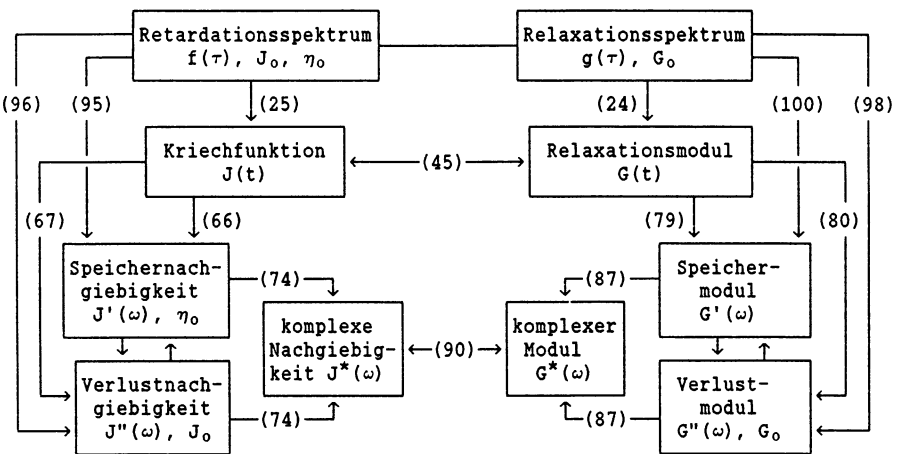 Retardationsspektrum
f(τ), J₀, η₀
Relaxationsspektrum
g(τ), G₀
(96)
(95)
(25)
(24)
(100)
(98)
Kriechfunktion
J(t)
(45)
Relaxationsmodul
G(t)
(67)
(66)
(79)
(80)
Speichernach-
giebigkeit
J'(ω), η₀
(74)
(87)
Speicher-
modul
G'(ω)
komplexe
Nachgiebig-
keit J*(ω)
(90)
komplexer
Modul
G*(ω)
Verlustnach-
giebigkeit
J"(ω), J₀
(74)
(87)
Verlust-
modul
G"(ω), G₀